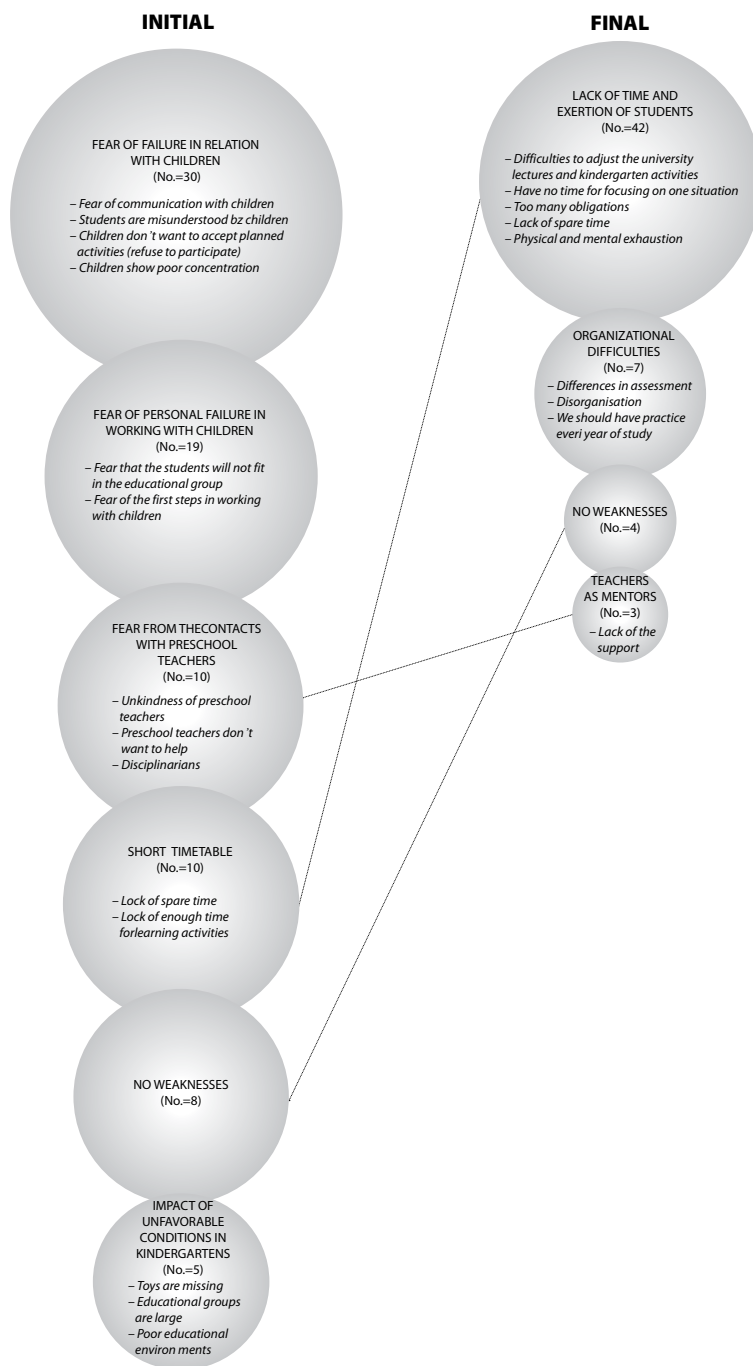 INITIAL
FEAR OF FAILURE IN RELATION
WITH CHILDREN
(No.=30)
– Fear of communication with children
– Students are misunderstood bz children
– Children don't want to accept planned
activities (refuse to participate)
– Children show poor concentration
FEAR OF PERSONAL FAILURE IN
WORKING WITH CHILDREN
(No.=19)
– Fear that the students will not fit
in the educational group
– Fear of the first steps in working
with children
FEAR FROM THECONTACTS
WITH PRESCHOOL
TEACHERS
(No.=10)
– Unkindness of preschool
teachers
– Preschool teachers don't
want to help
– Disciplinarians
SHORT TIMETABLE
(No.=10)
– Lock of spare time
– Lack of enough time
forlearning activities
NO WEAKNESSES
(No.=8)
IMPACT OF
UNFAVORABLE
CONDITIONS IN
KINDERGARTENS
(No.=5)
– Toys are missing
– Educational groups
are large
– Poor educational
environ ments
FINAL
LACK OF TIME AND
EXERTION OF STUDENTS
(No.=42)
– Difficulties to adjust the university
lectures and kindergarten activities
– Have no time for focusing on one situation
– Too many obligations
– Lack of spare time
– Physical and mental exhaustion
ORGANIZATIONAL
DIFFICULTIES
(No.=7)
– Differences in assessment
– Disorganisation
– We should have practice
everi year of study
NO WEAKNESSES
(No.=4)
TEACHERS
AS MENTORS
(No.=3)
– Lack of the
support